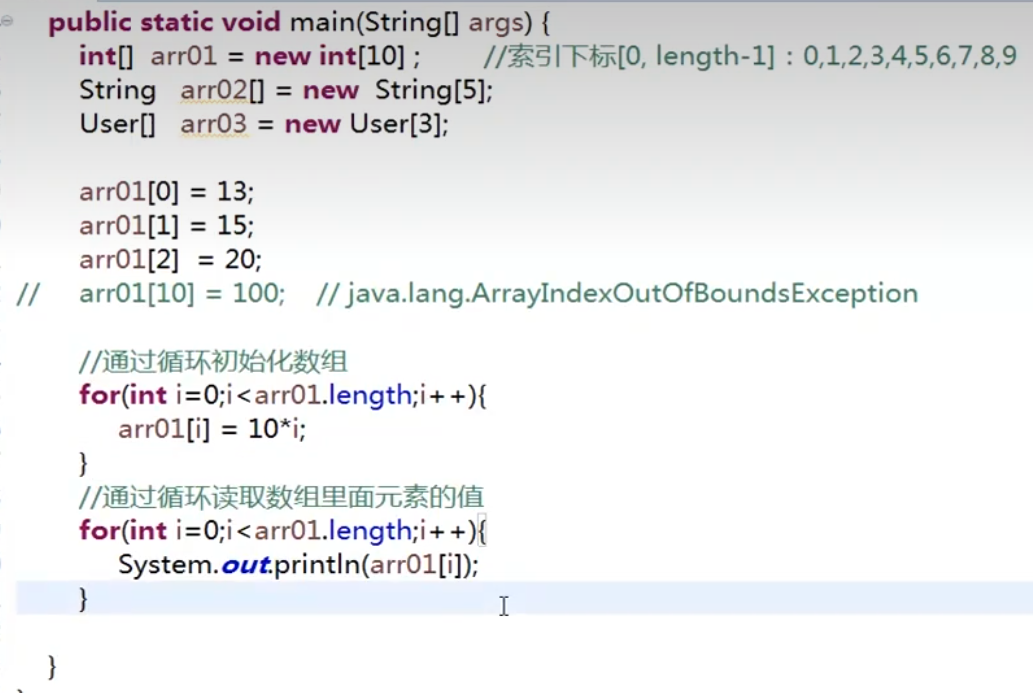 public static void main(String[] args) {
int[] arr01 = new int[10] ; //索引下标[0, length-1] : 0,1,2,3,4,5,6,7,8,9
String arr02[] = new String[5];
User[] arr03 = new User[3];
arr01[0] = 13;
arr01[1] = 15;
arr01[2] = 20;
// arr01[10] = 100; // java.lang.ArrayIndexOutOfBoundsException
//通过循环初始化数组
for(int i=0;i<arr01.length;i++){
arr01[i] = 10*i;
}
//通过循环读取数组里面元素的值
for(int i=0;i<arr01.length;i++){
System.out.println(arr01[i]);
}
}